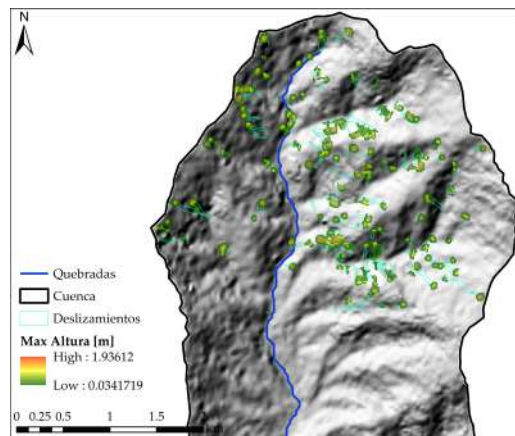 N
Quebradas
Cuenca
Deslizamientos
Max Altura [m]
High : 1.93612
Low : 0.0341719
0 0.25 0.5 1 1.5